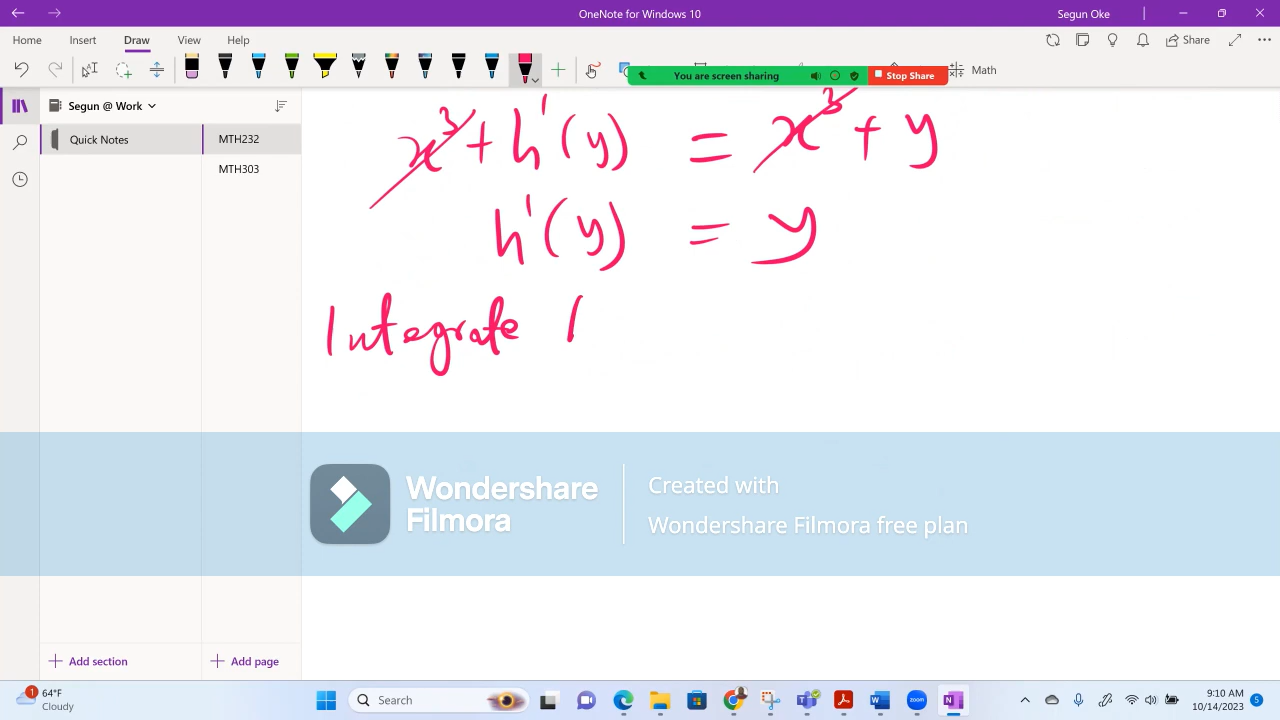 OneNote for Windows 10
Segun Oke
Home Insert Draw View Help
Share
You are screen sharing
Stop Share
Math
Segun @ Work
Quick Notes
MTH232
MTH303
x³ + h'(y) = x³ + y
h'(y) = y
Integrate
Wondershare
Filmora
Created with
Wondershare Filmora free plan
Add section
Add page
1
64°F
Cloudy
Search
9:10 AM
10/14/2023
5